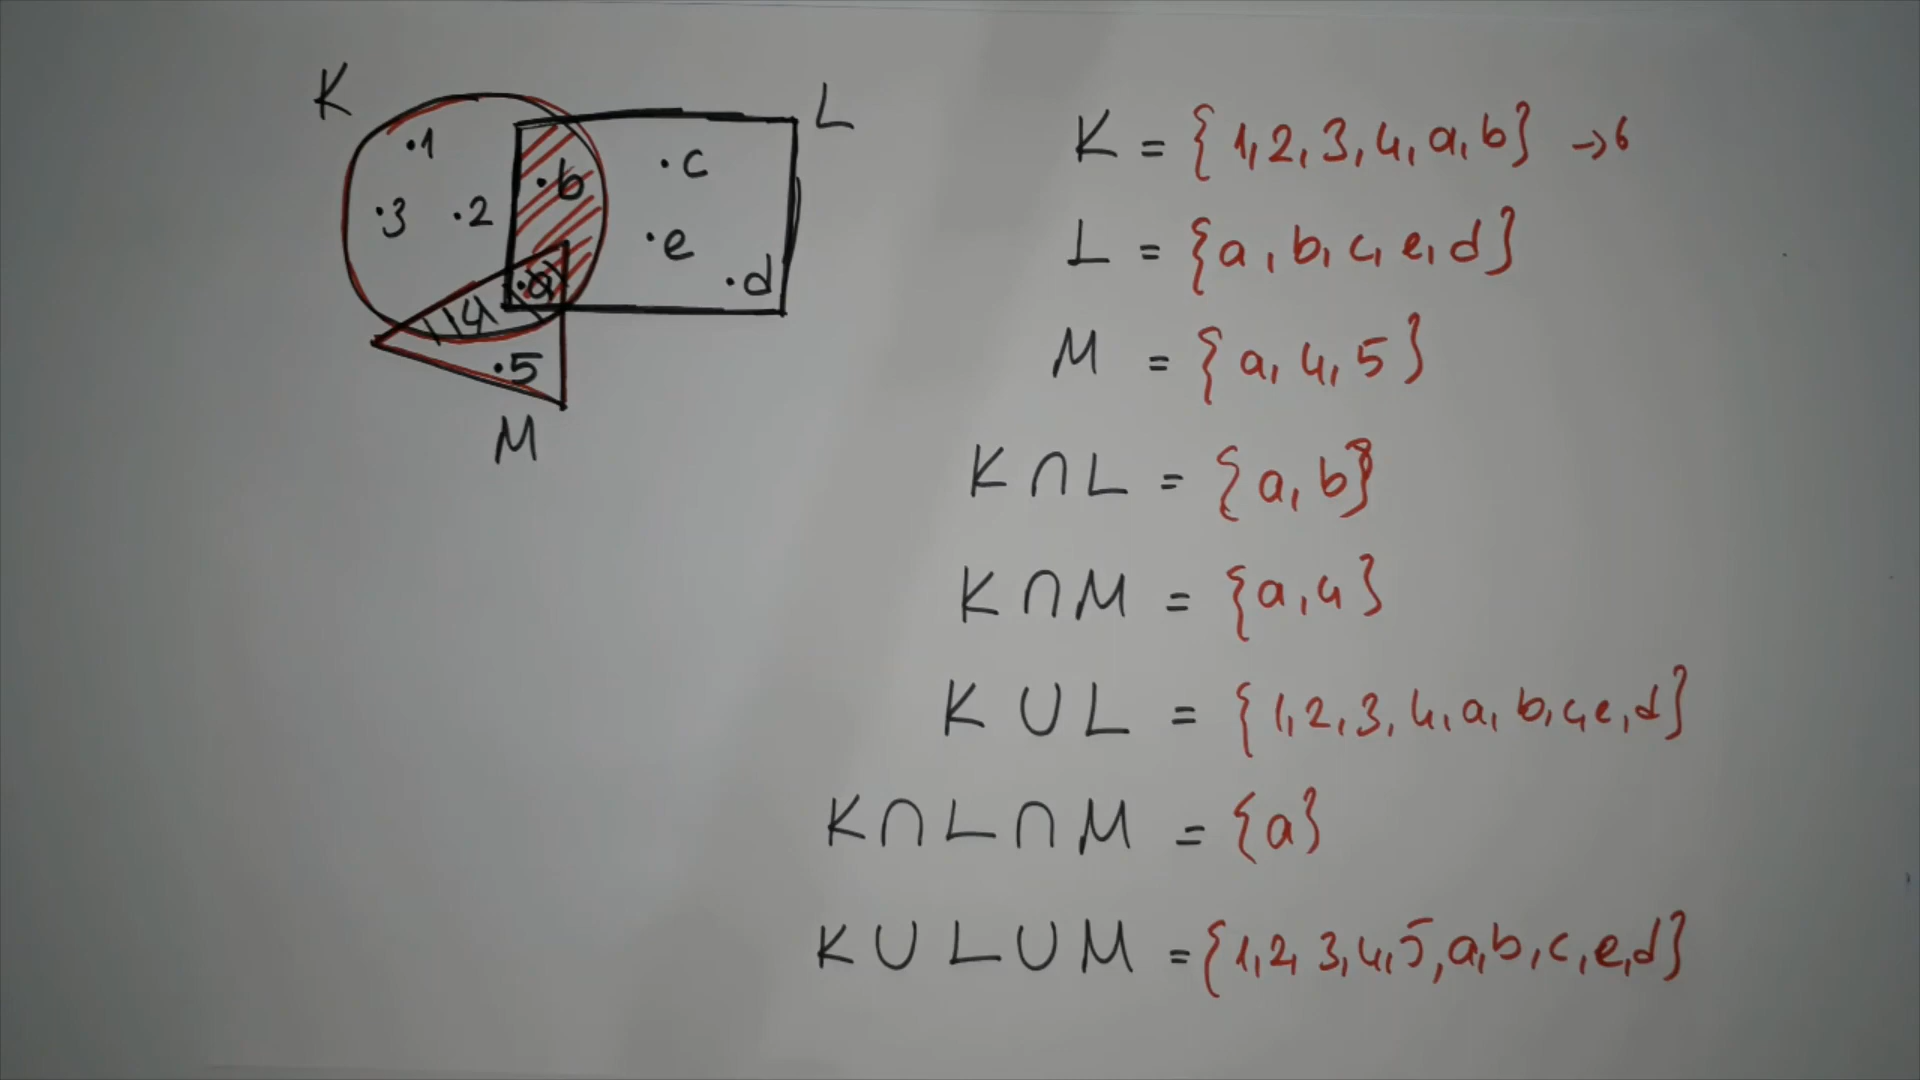 K
L
.1
.c
.b
.3 .2
.e
.a
.d
4
.5
M
K = {1,2,3,4,a,b} →6
L = {a,b,c,e,d}
M = {a,4,5}
K∩L = {a,b}
K∩M = {a,4}
K∪L = {1,2,3,4,a,b,c,e,d}
K∩L∩M = {a}
K∪L∪M = {1,2,3,4,5,a,b,c,e,d}